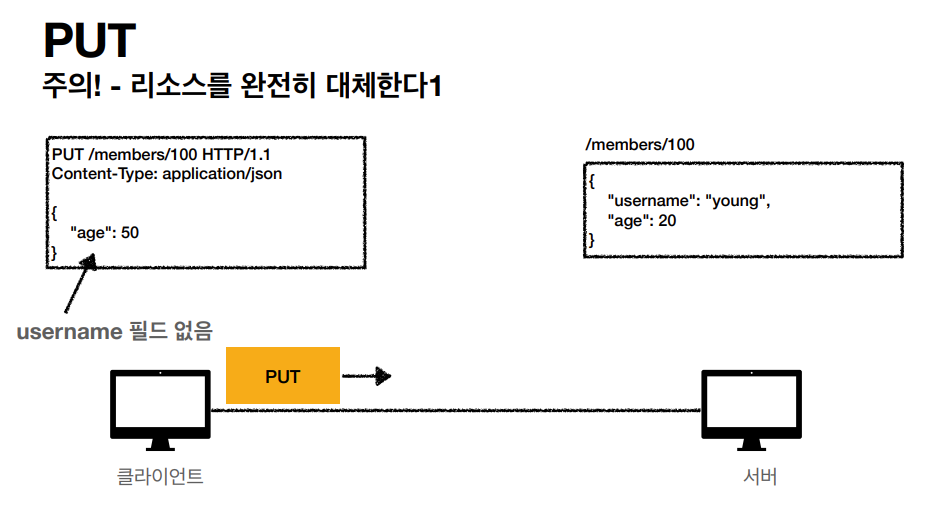 PUT
주의! - 리소스를 완전히 대체한다1
PUT /members/100 HTTP/1.1
Content-Type: application/json
{
"age": 50
}
/members/100
{
"username": "young",
"age": 20
}
username 필드 없음
PUT
클라이언트
서버